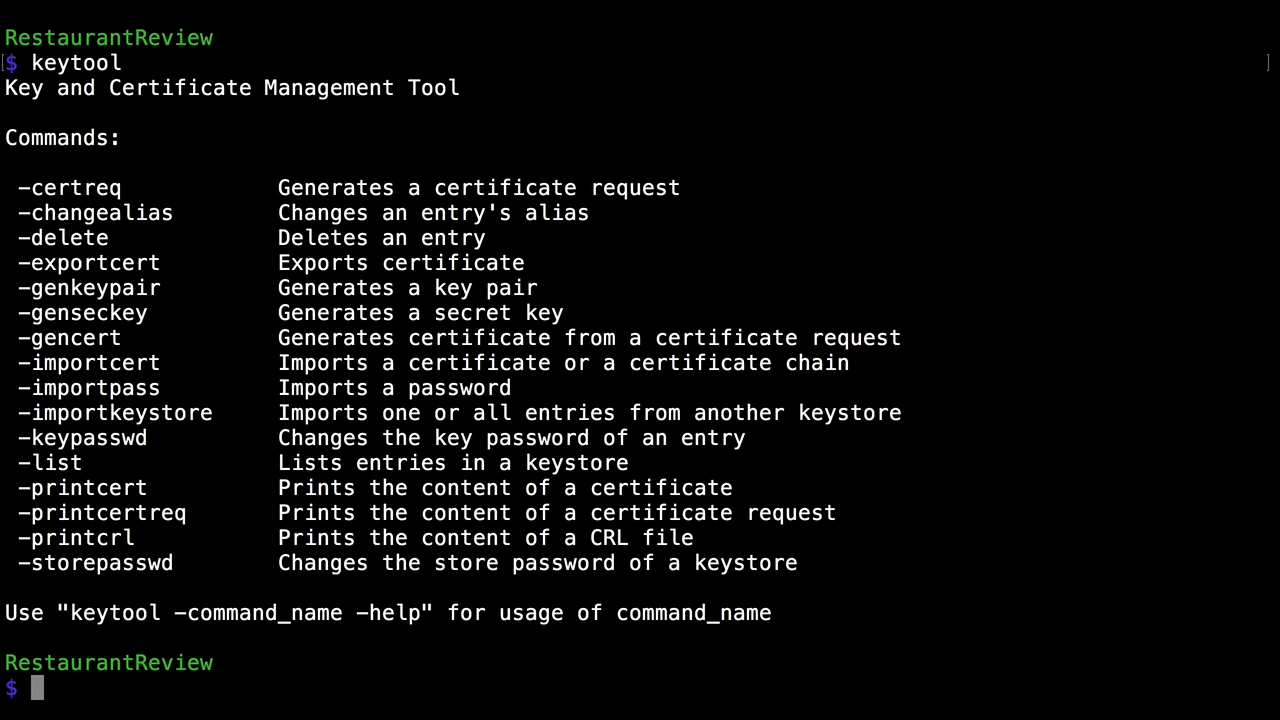 RestaurantReview
[$ keytool ]
Key and Certificate Management Tool
Commands:
-certreq Generates a certificate request
-changealias Changes an entry's alias
-delete Deletes an entry
-exportcert Exports certificate
-genkeypair Generates a key pair
-genseckey Generates a secret key
-gencert Generates certificate from a certificate request
-importcert Imports a certificate or a certificate chain
-importpass Imports a password
-importkeystore Imports one or all entries from another keystore
-keypasswd Changes the key password of an entry
-list Lists entries in a keystore
-printcert Prints the content of a certificate
-printcertreq Prints the content of a certificate request
-printcrl Prints the content of a CRL file
-storepasswd Changes the store password of a keystore
Use "keytool -command_name -help" for usage of command_name
RestaurantReview
$